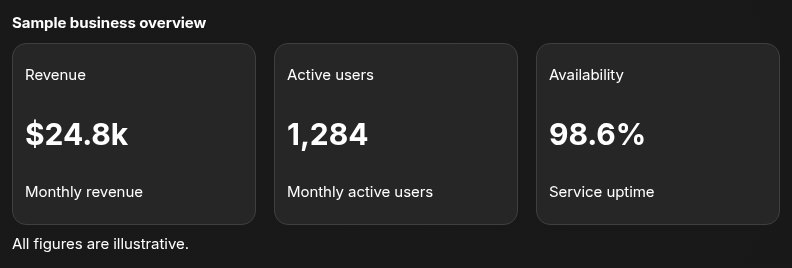 Sample business overview
Revenue
$24.8k
Monthly revenue
Active users
1,284
Monthly active users
Availability
98.6%
Service uptime
All figures are illustrative.